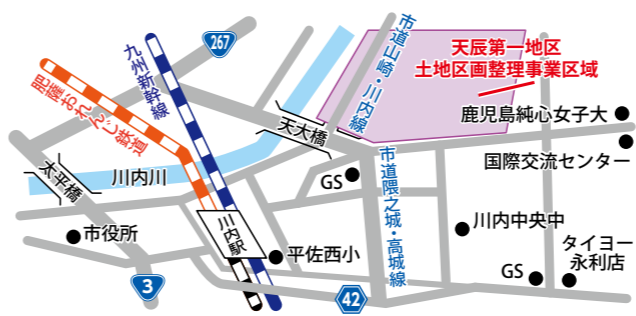 267
九州新幹線
肥薩おれんじ鉄道
市道山崎・川内線
天辰第一地区
土地区画整理事業区域
鹿児島純心女子大
国際交流センター
天大橋
太平橋
川内川
GS
市道隈之城・高城線
川内中央中
市役所
川内駅
平佐西小
タイヨー
永利店
GS
3
42